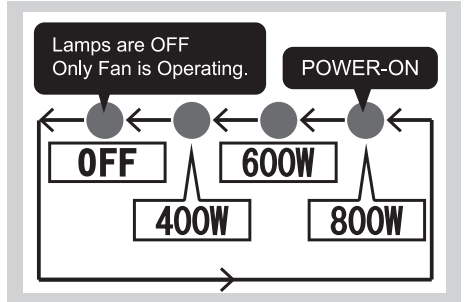 Lamps are OFF
Only Fan is Operating.
POWER-ON
OFF
600W
400W
800W